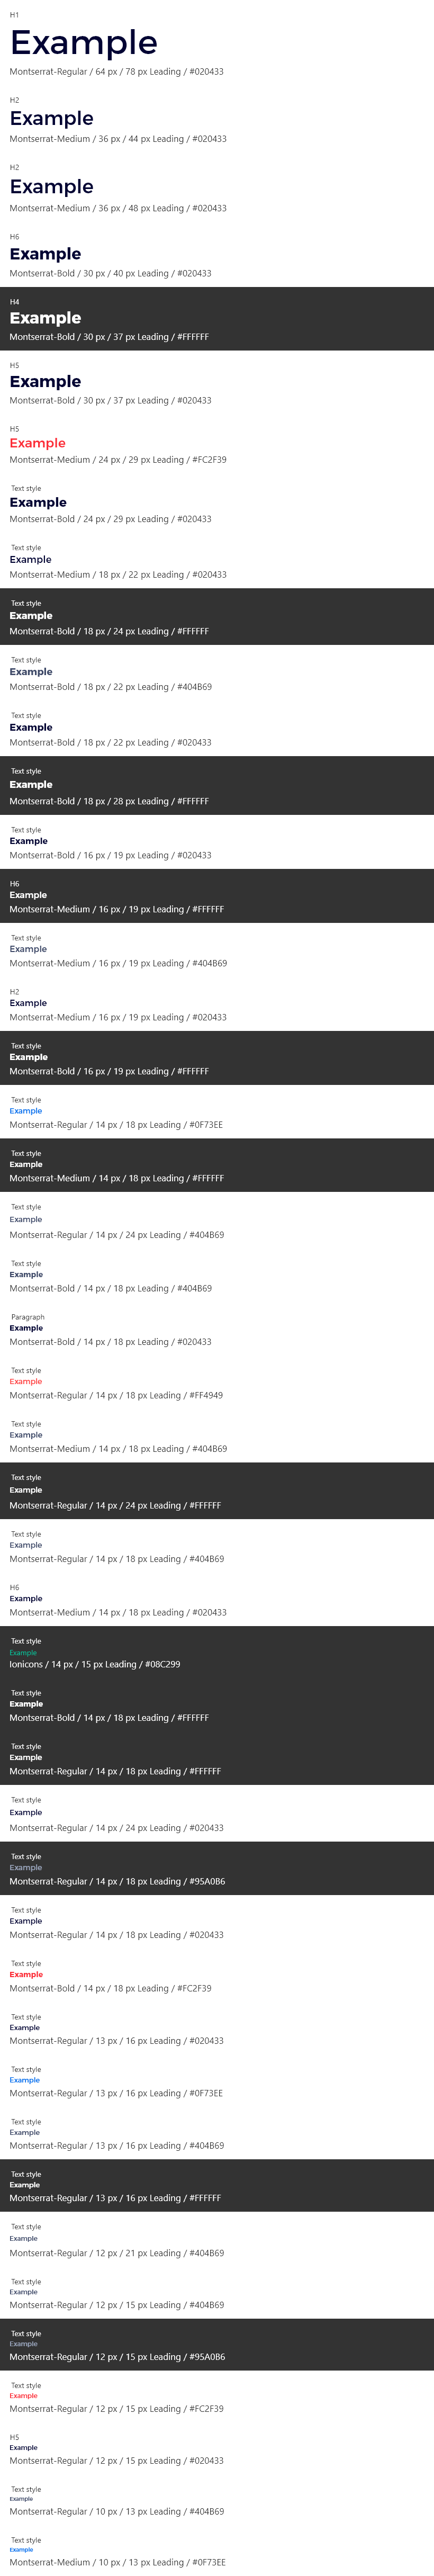 H1
Example
Montserrat-Regular / 64 px / 78 px Leading / #020433
H2
Example
Montserrat-Medium / 36 px / 44 px Leading / #020433
H2
Example
Montserrat-Medium / 36 px / 48 px Leading / #020433
H6
Example
Montserrat-Bold / 30 px / 40 px Leading / #020433
H4
Example
Montserrat-Bold / 30 px / 37 px Leading / #FFFFFF
H5
Example
Montserrat-Bold / 30 px / 37 px Leading / #020433
H5
Example
Montserrat-Medium / 24 px / 29 px Leading / #FC2F39
Text style
Example
Montserrat-Bold / 24 px / 29 px Leading / #020433
Text style
Example
Montserrat-Medium / 18 px / 22 px Leading / #020433
Text style
Example
Montserrat-Bold / 18 px / 24 px Leading / #FFFFFF
Text style
Example
Montserrat-Bold / 18 px / 22 px Leading / #404B69
Text style
Example
Montserrat-Bold / 18 px / 22 px Leading / #020433
Text style
Example
Montserrat-Bold / 18 px / 28 px Leading / #FFFFFF
Text style
Example
Montserrat-Bold / 16 px / 19 px Leading / #020433
H6
Example
Montserrat-Medium / 16 px / 19 px Leading / #FFFFFF
Text style
Example
Montserrat-Medium / 16 px / 19 px Leading / #404B69
H2
Example
Montserrat-Medium / 16 px / 19 px Leading / #020433
Text style
Example
Montserrat-Bold / 16 px / 19 px Leading / #FFFFFF
Text style
Example
Montserrat-Regular / 14 px / 18 px Leading / #0F73EE
Text style
Example
Montserrat-Medium / 14 px / 18 px Leading / #FFFFFF
Text style
Example
Montserrat-Regular / 14 px / 24 px Leading / #404B69
Text style
Example
Montserrat-Bold / 14 px / 18 px Leading / #404B69
Paragraph
Example
Montserrat-Bold / 14 px / 18 px Leading / #020433
Text style
Example
Montserrat-Regular / 14 px / 18 px Leading / #FF4949
Text style
Example
Montserrat-Medium / 14 px / 18 px Leading / #404B69
Text style
Example
Montserrat-Regular / 14 px / 24 px Leading / #FFFFFF
Text style
Example
Montserrat-Regular / 14 px / 18 px Leading / #404B69
H6
Example
Montserrat-Medium / 14 px / 18 px Leading / #020433
Text style
Example
Ionicons / 14 px / 15 px Leading / #08C299
Text style
Example
Montserrat-Bold / 14 px / 18 px Leading / #FFFFFF
Text style
Example
Montserrat-Regular / 14 px / 18 px Leading / #FFFFFF
Text style
Example
Montserrat-Regular / 14 px / 24 px Leading / #020433
Text style
Example
Montserrat-Regular / 14 px / 18 px Leading / #95A0B6
Text style
Example
Montserrat-Regular / 14 px / 18 px Leading / #020433
Text style
Example
Montserrat-Bold / 14 px / 18 px Leading / #FC2F39
Text style
Example
Montserrat-Regular / 13 px / 16 px Leading / #020433
Text style
Example
Montserrat-Regular / 13 px / 16 px Leading / #0F73EE
Text style
Example
Montserrat-Regular / 13 px / 16 px Leading / #404B69
Text style
Example
Montserrat-Regular / 13 px / 16 px Leading / #FFFFFF
Text style
Example
Montserrat-Regular / 12 px / 21 px Leading / #404B69
Text style
Example
Montserrat-Regular / 12 px / 15 px Leading / #404B69
Text style
Example
Montserrat-Regular / 12 px / 15 px Leading / #95A0B6
Text style
Example
Montserrat-Regular / 12 px / 15 px Leading / #FC2F39
H5
Example
Montserrat-Regular / 12 px / 15 px Leading / #020433
Text style
Example
Montserrat-Regular / 10 px / 13 px Leading / #404B69
Text style
Example
Montserrat-Medium / 10 px / 13 px Leading / #0F73EE